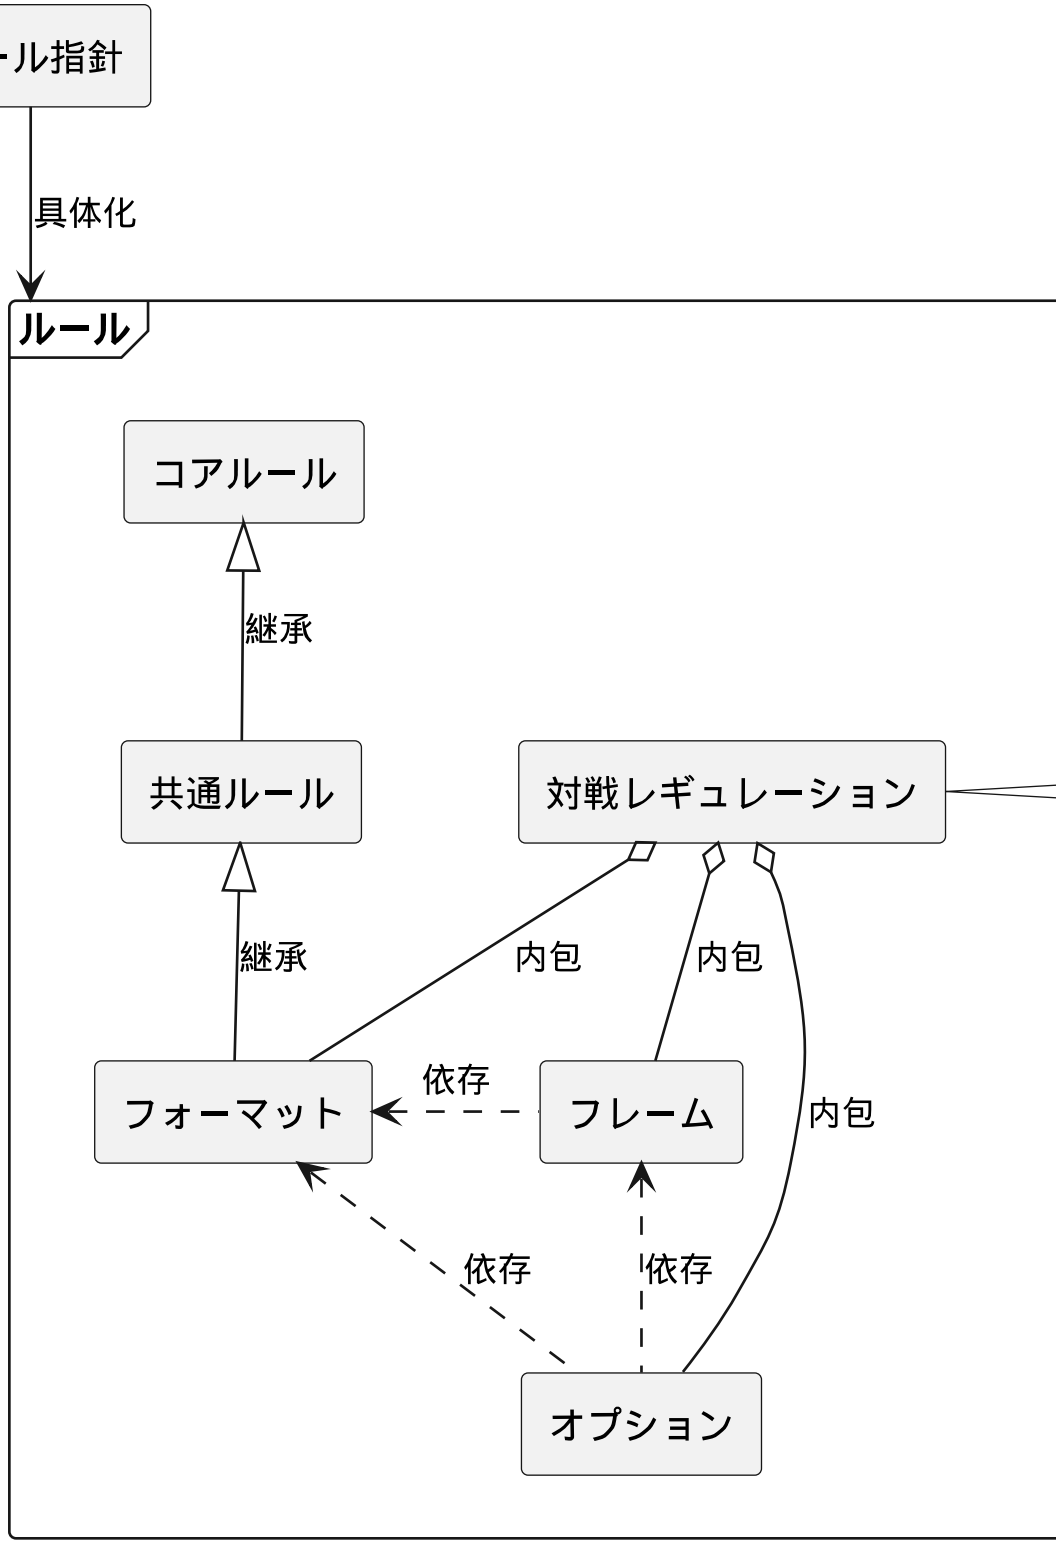 ール指針
具体化
ルール
コアルール
継承
共通ルール
対戦レギュレーション
継承
内包
内包
フォーマット
依存
フレーム
内包
依存
依存
オプション